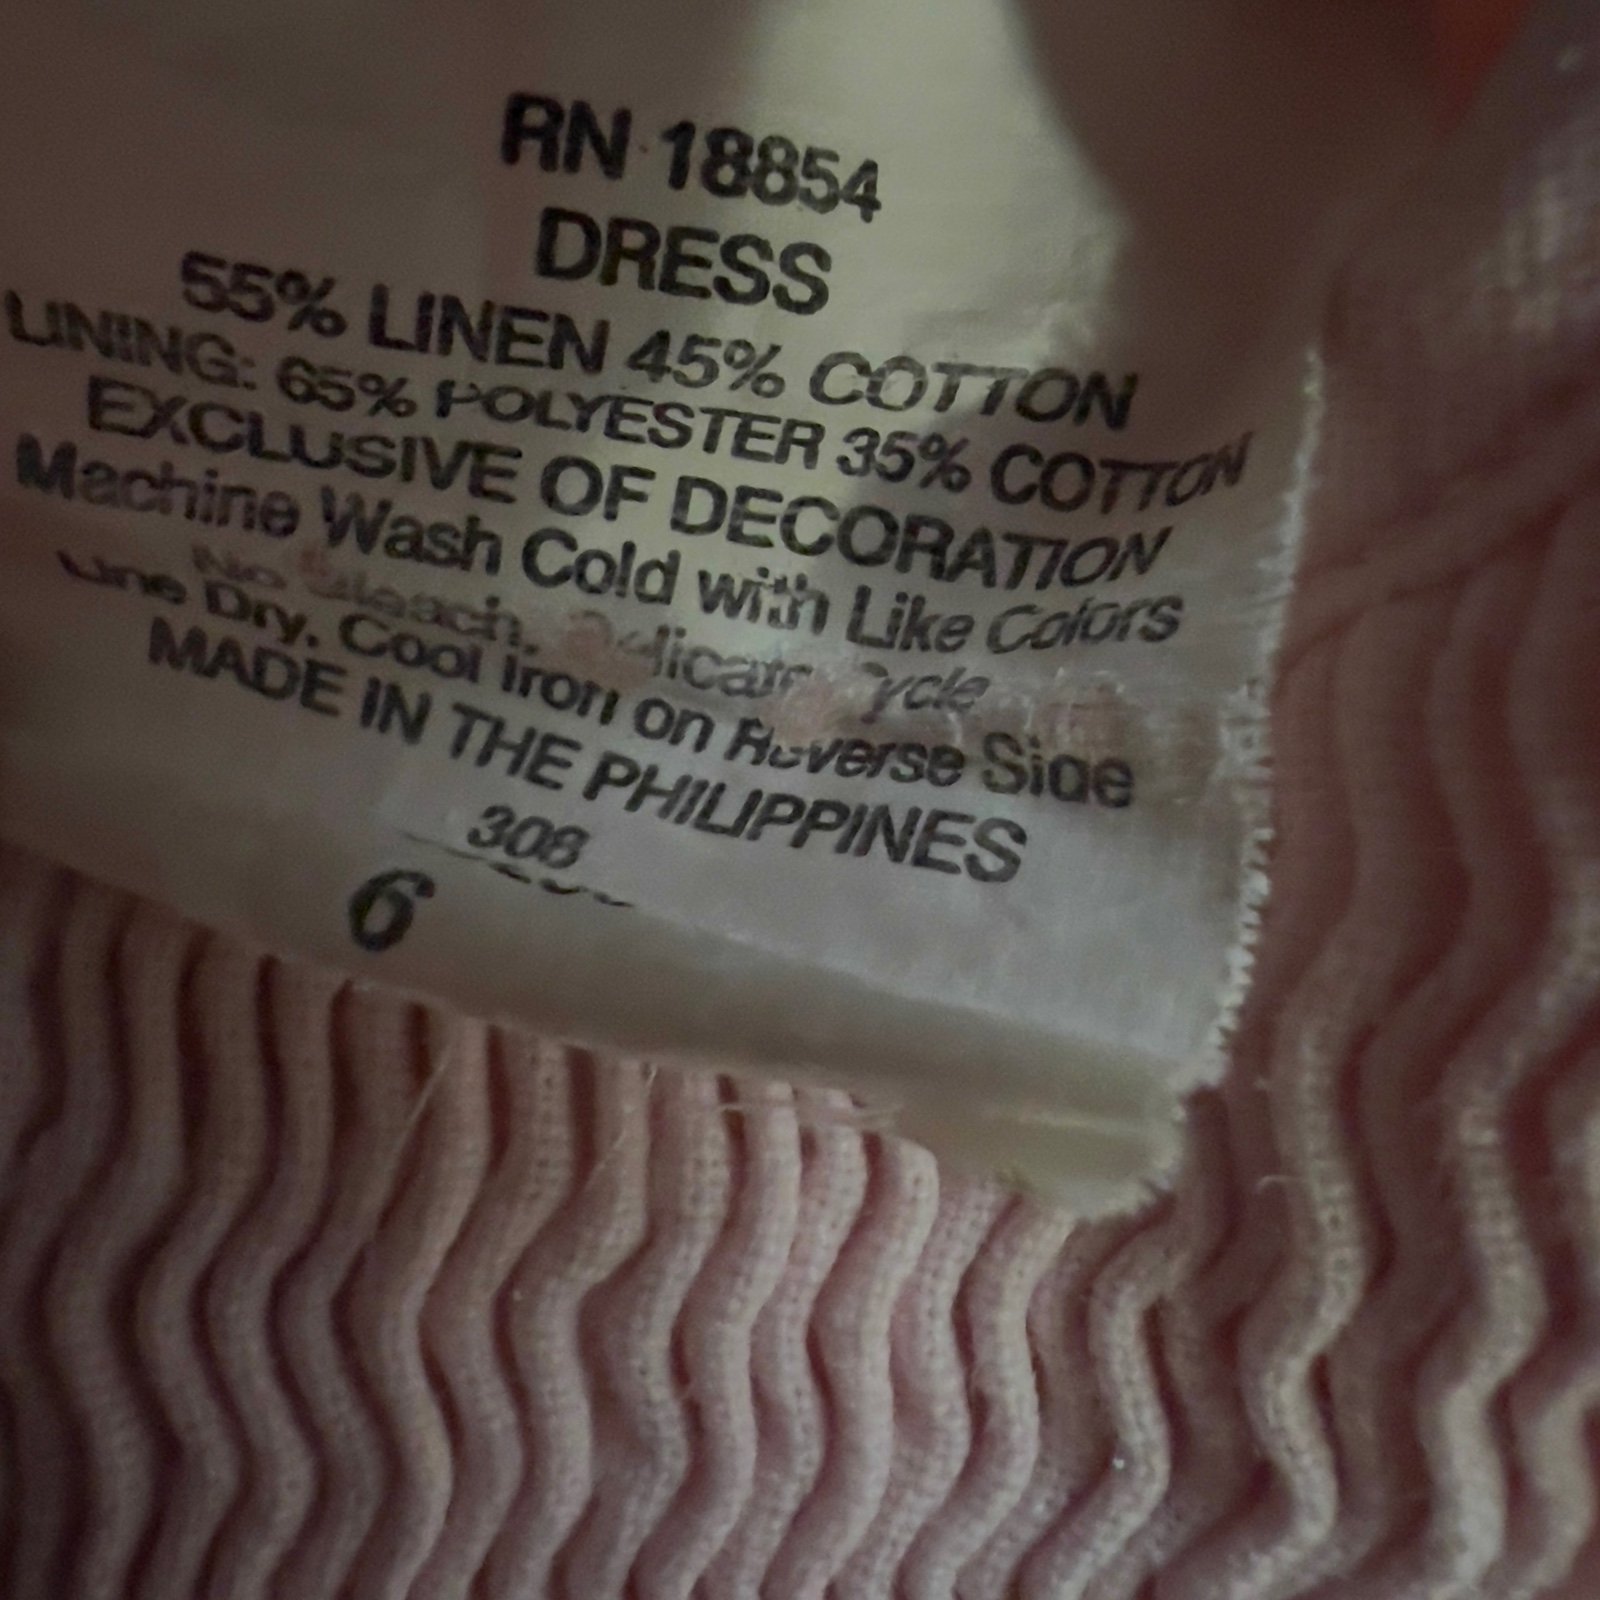 RN 18854
DRESS
55% LINEN 45% COTTON
LINING: 65% POLYESTER 35% COTTON
EXCLUSIVE OF DECORATION
Machine Wash Cold with Like Colors
No Bleach, Delicate Cycle
Line Dry, Cool Iron on Reverse Side
MADE IN THE PHILIPPINES
308
6